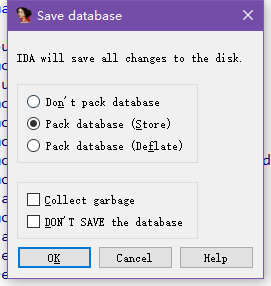 Save database
IDA will save all changes to the disk.
Don't pack database
Pack database (Store)
Pack database (Deflate)
Collect garbage
DON'T SAVE the database
OK
Cancel
Help